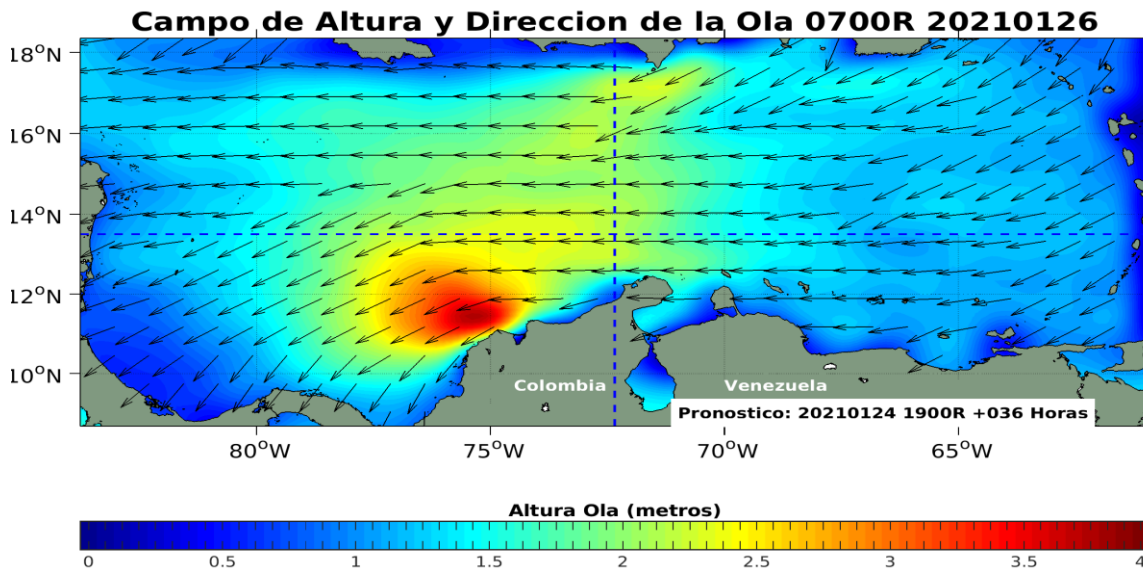 Campo de Altura y Direccion de la Ola 0700R 20210126
18°N
16°N
14°N
12°N
10°N
Colombia
Venezuela
Pronostico: 20210124 1900R +036 Horas
80°W 75°W 70°W 65°W
Altura Ola (metros)
0 0.5 1 1.5 2 2.5 3 3.5 4